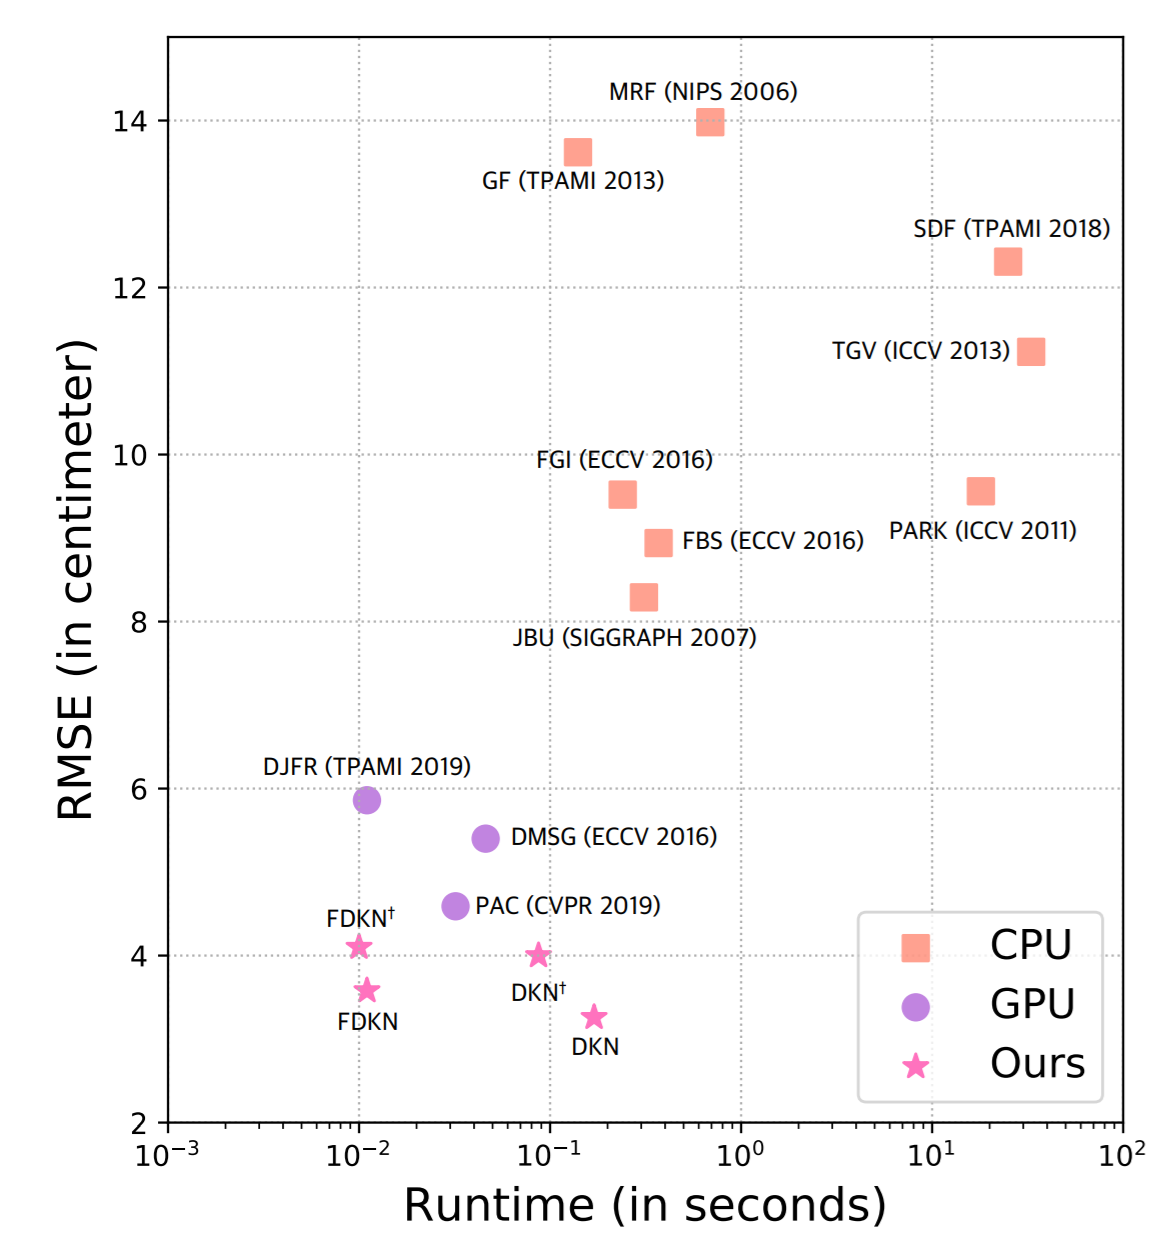 MRF (NIPS 2006)
14
GF (TPAMI 2013)
SDF (TPAMI 2018)
12
TGV (ICCV 2013)
10
FGI (ECCV 2016)
PARK (ICCV 2011)
FBS (ECCV 2016)
8
JBU (SIGGRAPH 2007)
RMSE (in centimeter)
DJFR (TPAMI 2019)
6
DMSG (ECCV 2016)
PAC (CVPR 2019)
FDKN†
4
DKN†
FDKN
DKN
CPU
GPU
Ours
2
10⁻³ 10⁻² 10⁻¹ 10⁰ 10¹ 10²
Runtime (in seconds)